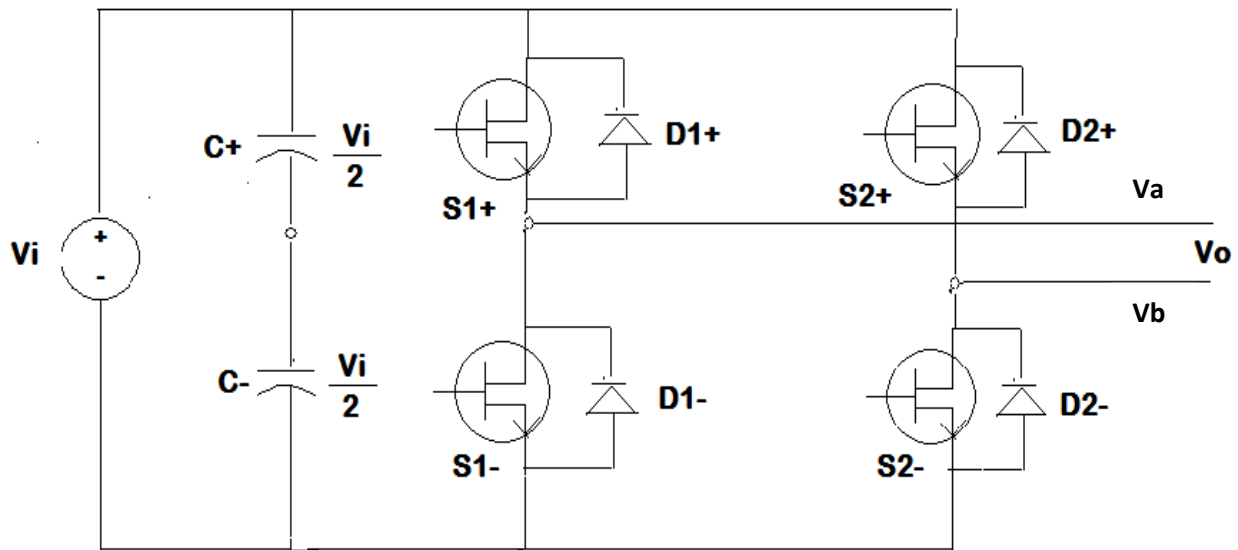 C+
Vi
2
D1+
D2+
S1+
S2+
Va
Vi
+
-
Vo
Vb
C-
Vi
2
D1-
D2-
S1-
S2-